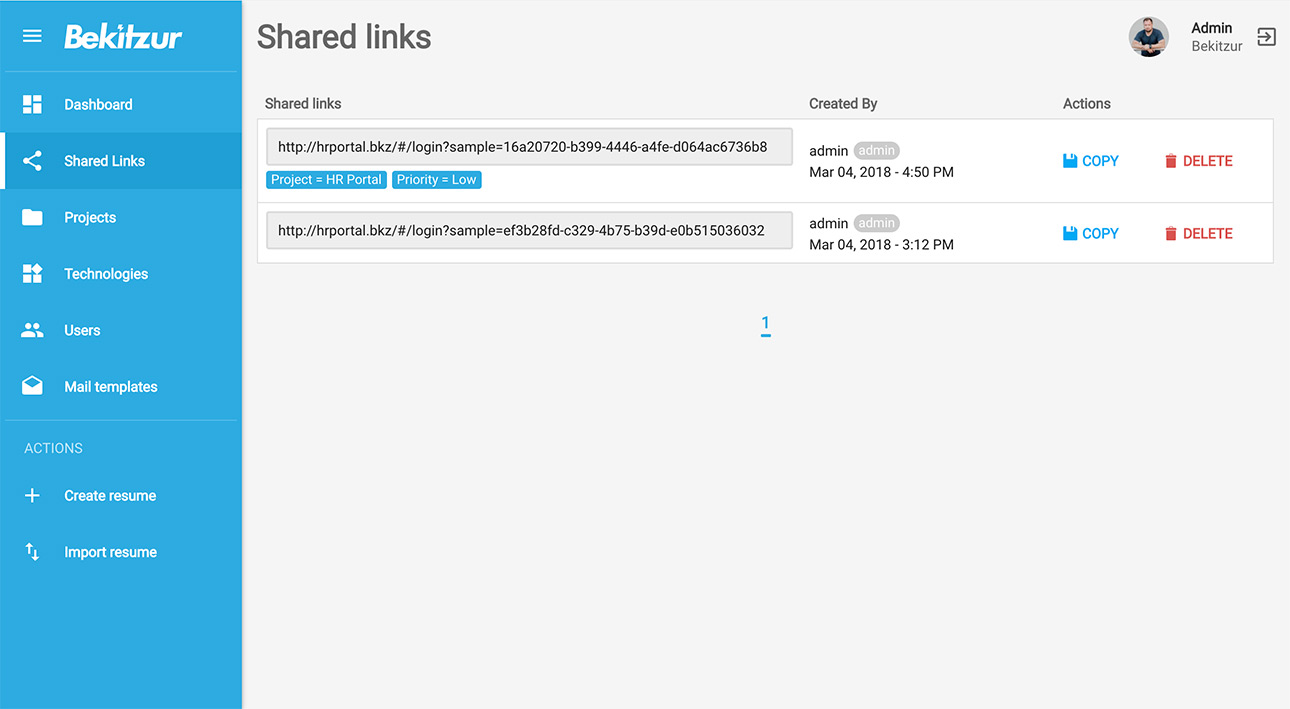 Bekitzur
Dashboard
Shared Links
Projects
Technologies
Users
Mail templates
ACTIONS
Create resume
Import resume
Shared links
Admin
Bekitzur
Shared links Created By Actions
http://hrportal.bkz/#/login?sample=16a20720-b399-4446-a4fe-d064ac6736b8
Project = HR Portal Priority = Low
admin admin
Mar 04, 2018 - 4:50 PM
COPY DELETE
http://hrportal.bkz/#/login?sample=ef3b28fd-c329-4b75-b39d-e0b515036032
admin admin
Mar 04, 2018 - 3:12 PM
COPY DELETE
1